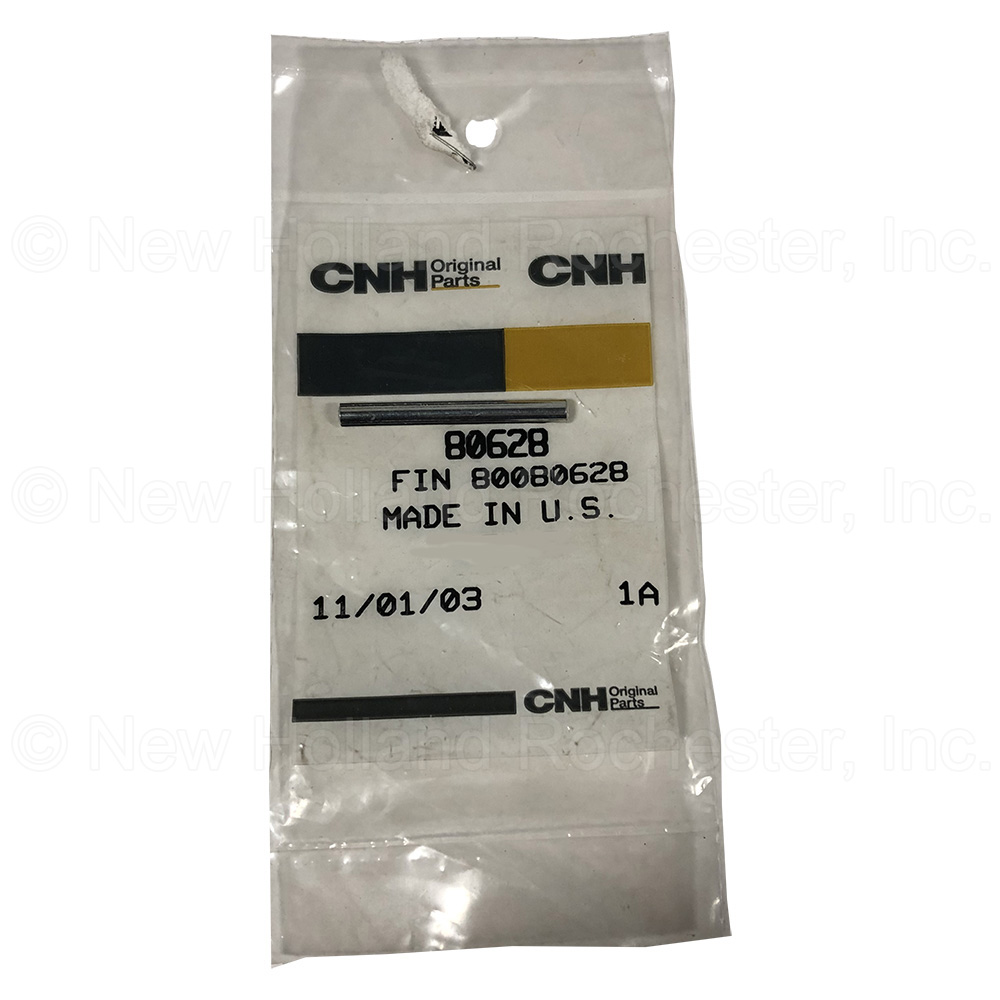 © New Holland Rochester, Inc.
CNH Original Parts CNH
80628
FIN 80080628
© New Holland Rochester, Inc.
MADE IN U.S.
11/01/03 1A
CNH Original Parts
© New Holland Rochester, Inc.